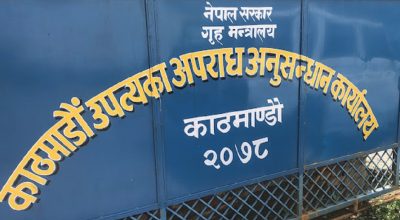 नेपाल सरकार
गृह मन्त्रालय
काठमाडौं उपत्यका अपराध अनुसन्धान कार्यालय
काठमाण्डौ
२०७८